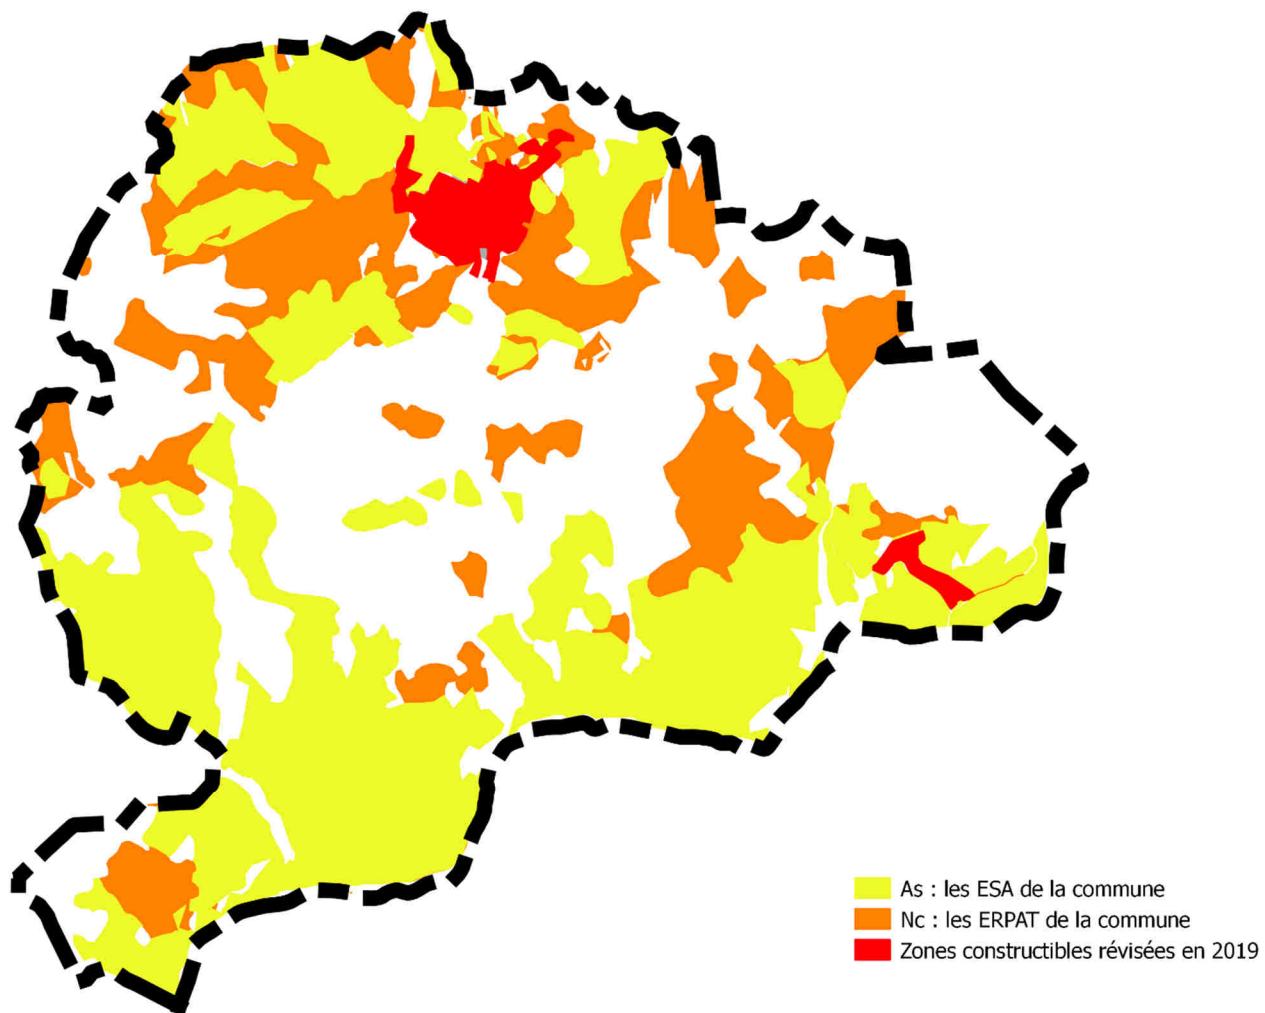 As : les ESA de la commune
Nc : les ERPAT de la commune
Zones constructibles révisées en 2019